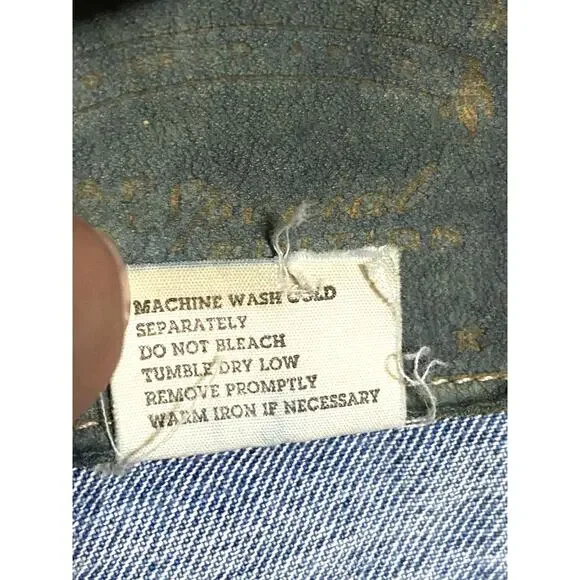 MACHINE WASH COLD
SEPARATELY
DO NOT BLEACH
TUMBLE DRY LOW
REMOVE PROMPTLY
WARM IRON IF NECESSARY